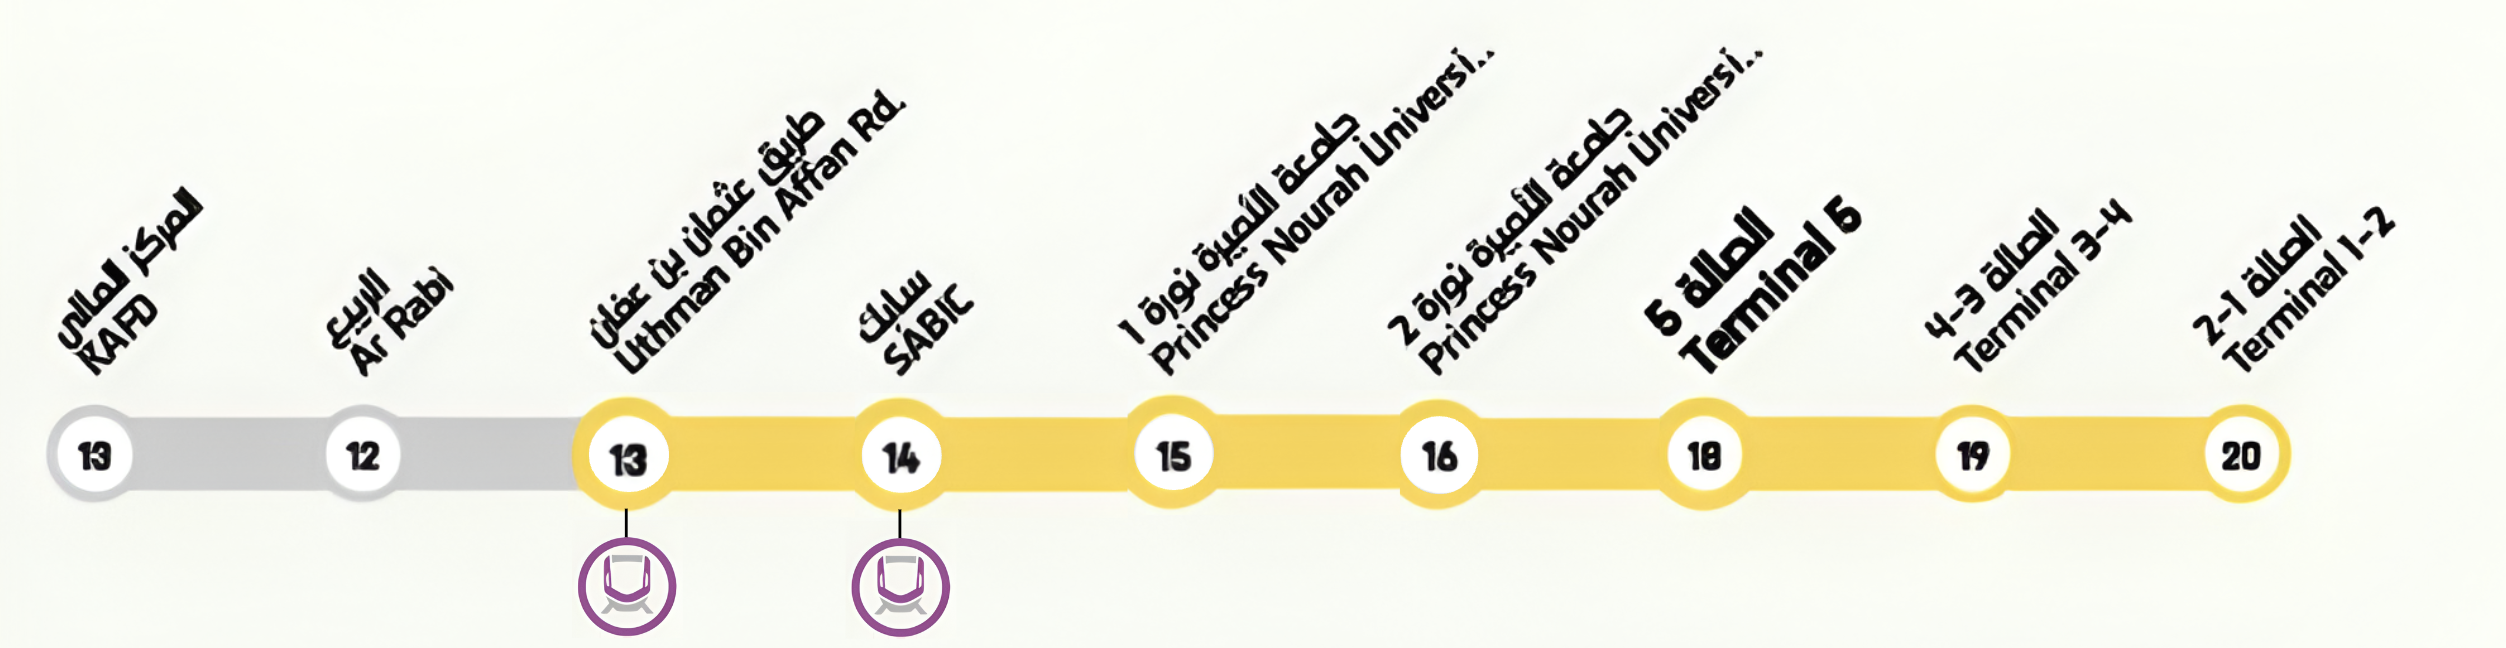 المركز المالي
KAFD
الربيع
Ar Rabi
طريق عثمان بن عفان
Uthman Bin Affan Rd.
سابك
SABIC
جامعة الأميرة نورة 1
Princess Nourah Universi..
جامعة الأميرة نورة 2
Princess Nourah Universi..
الصالة 5
Terminal 5
الصالة 3-4
Terminal 3-4
الصالة 1-2
Terminal 1-2
13 12 13 14 15 16 18 19 20